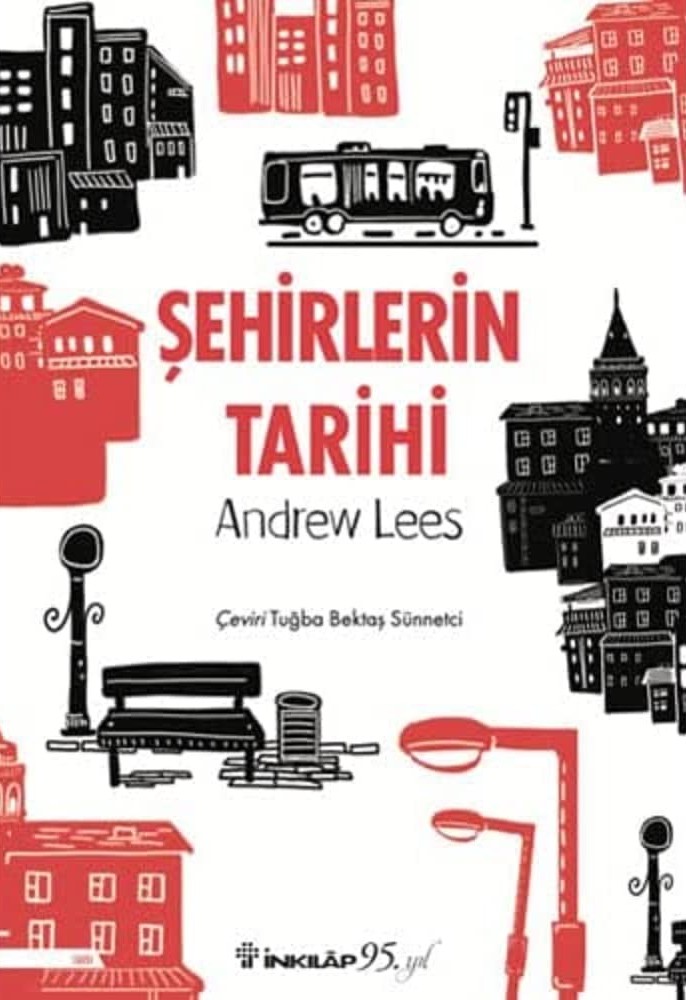 ŞEHİRLERİN
TARİHİ
Andrew Lees
Çeviri Tuğba Bektaş Sünnetci
İNKILÂP 95. yıl